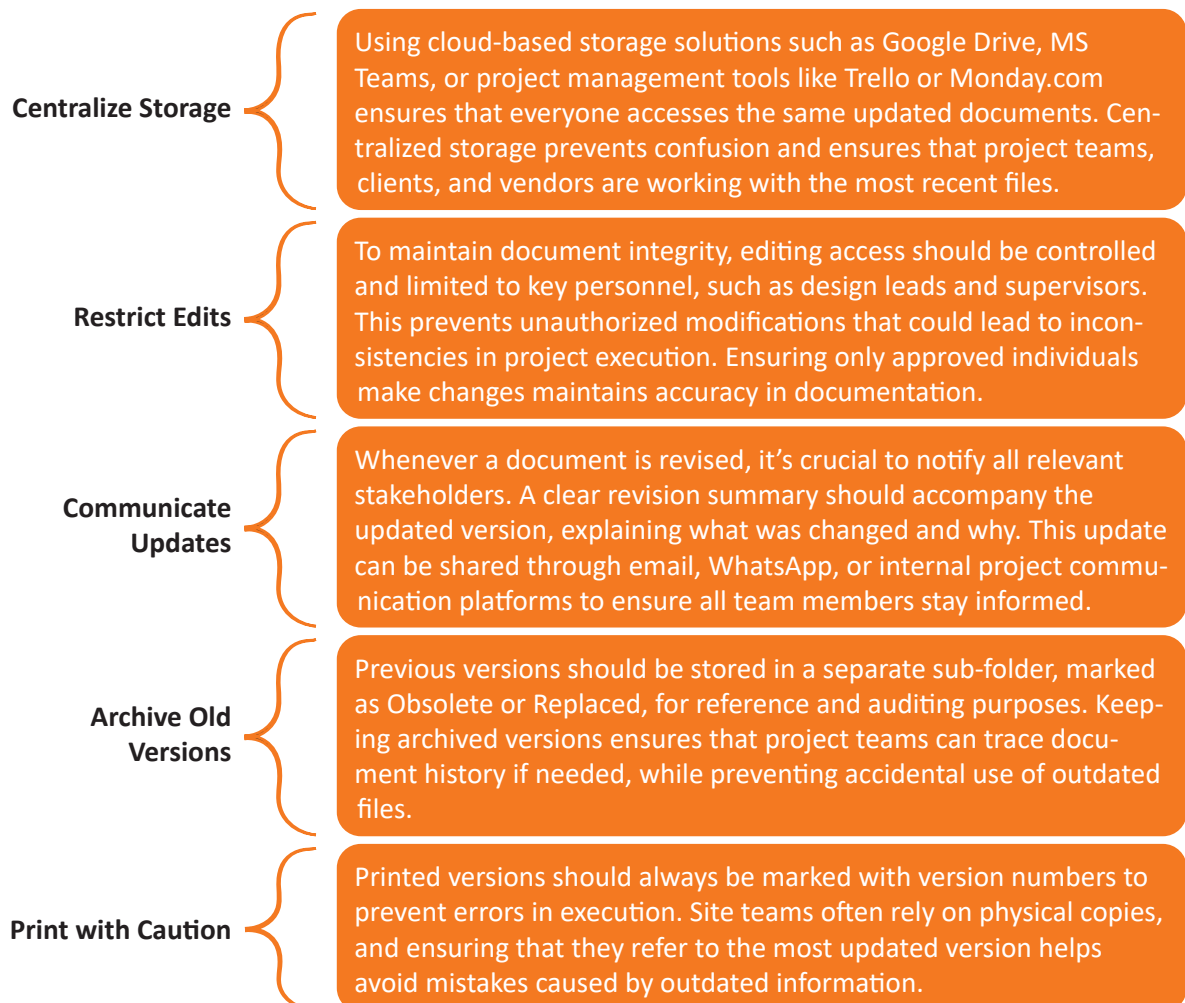 Centralize Storage
Using cloud-based storage solutions such as Google Drive, MS
Teams, or project management tools like Trello or Monday.com
ensures that everyone accesses the same updated documents. Cen-
tralized storage prevents confusion and ensures that project teams,
clients, and vendors are working with the most recent files.
Restrict Edits
To maintain document integrity, editing access should be controlled
and limited to key personnel, such as design leads and supervisors.
This prevents unauthorized modifications that could lead to incon-
sistencies in project execution. Ensuring only approved individuals
make changes maintains accuracy in documentation.
Communicate
Updates
Whenever a document is revised, it’s crucial to notify all relevant
stakeholders. A clear revision summary should accompany the
updated version, explaining what was changed and why. This update
can be shared through email, WhatsApp, or internal project commu-
nication platforms to ensure all team members stay informed.
Archive Old
Versions
Previous versions should be stored in a separate sub-folder, marked
as Obsolete or Replaced, for reference and auditing purposes. Keep-
ing archived versions ensures that project teams can trace docu-
ment history if needed, while preventing accidental use of outdated
files.
Print with Caution
Printed versions should always be marked with version numbers to
prevent errors in execution. Site teams often rely on physical copies,
and ensuring that they refer to the most updated version helps
avoid mistakes caused by outdated information.